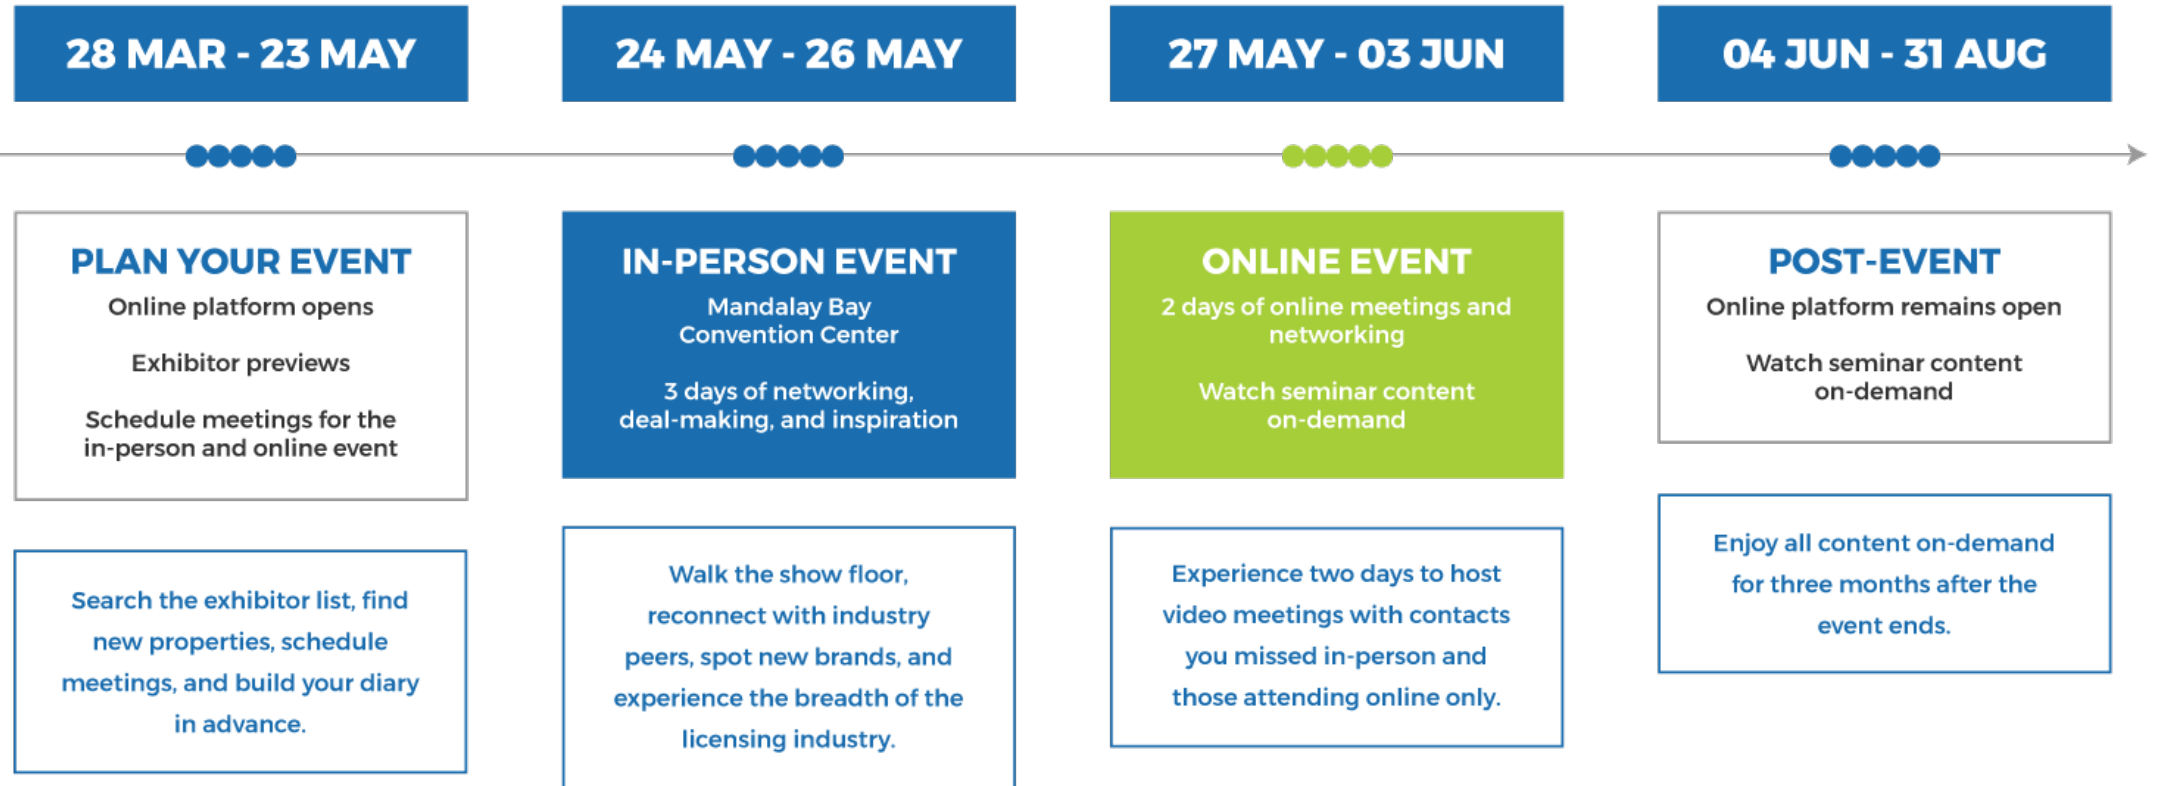 28 MAR - 23 MAY
24 MAY - 26 MAY
27 MAY - 03 JUN
04 JUN - 31 AUG
PLAN YOUR EVENT
Online platform opens
Exhibitor previews
Schedule meetings for the
in-person and online event
Search the exhibitor list, find
new properties, schedule
meetings, and build your diary
in advance.
IN-PERSON EVENT
Mandalay Bay
Convention Center
3 days of networking,
deal-making, and inspiration
Walk the show floor,
reconnect with industry
peers, spot new brands, and
experience the breadth of the
licensing industry.
ONLINE EVENT
2 days of online meetings and
networking
Watch seminar content
on-demand
Experience two days to host
video meetings with contacts
you missed in-person and
those attending online only.
POST-EVENT
Online platform remains open
Watch seminar content
on-demand
Enjoy all content on-demand
for three months after the
event ends.